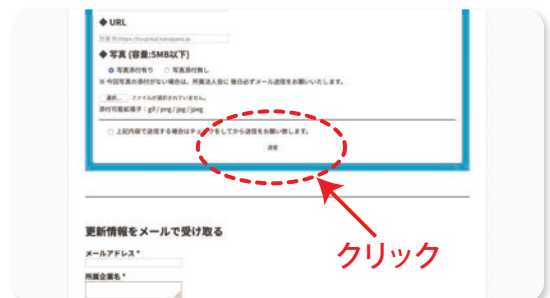 ◆ URL
◆ 写真 (容量:5MB以下)
写真添付有り 写真添付無し
※ 今回写真の添付がない場合は、所属法人会に後日必ずメール送信をお願いいたします。
選択... ファイルが選択されていません。
添付可能拡張子：gif / png / jpg / jpeg
上記内容で送信する場合はチェックをしてから送信をお願い致します。
送信
更新情報をメールで受け取る
クリック
メールアドレス *
所属企業名 *